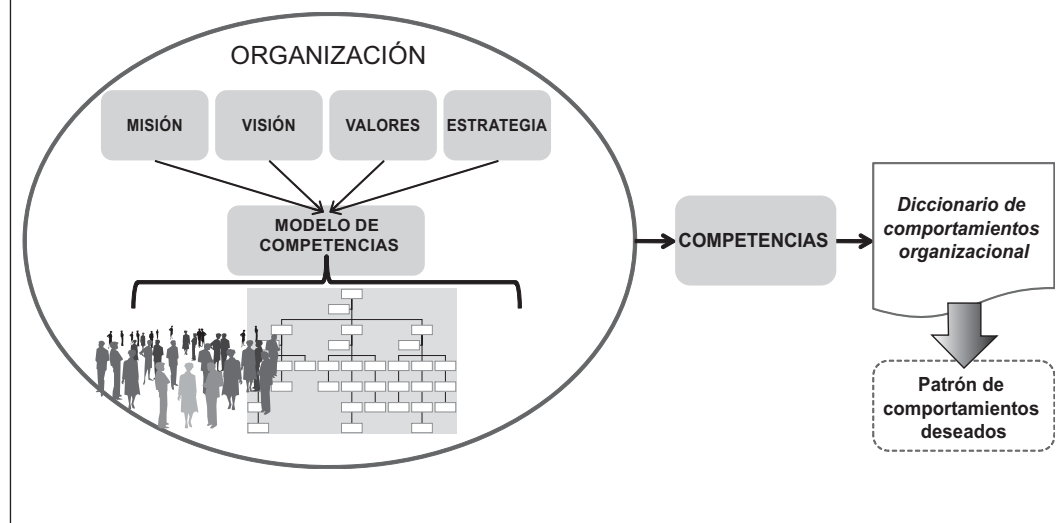 ORGANIZACIÓN
MISIÓN
VISIÓN
VALORES
ESTRATEGIA
MODELO DE
COMPETENCIAS
COMPETENCIAS
Diccionario de
comportamientos
organizacional
Patrón de
comportamientos
deseados